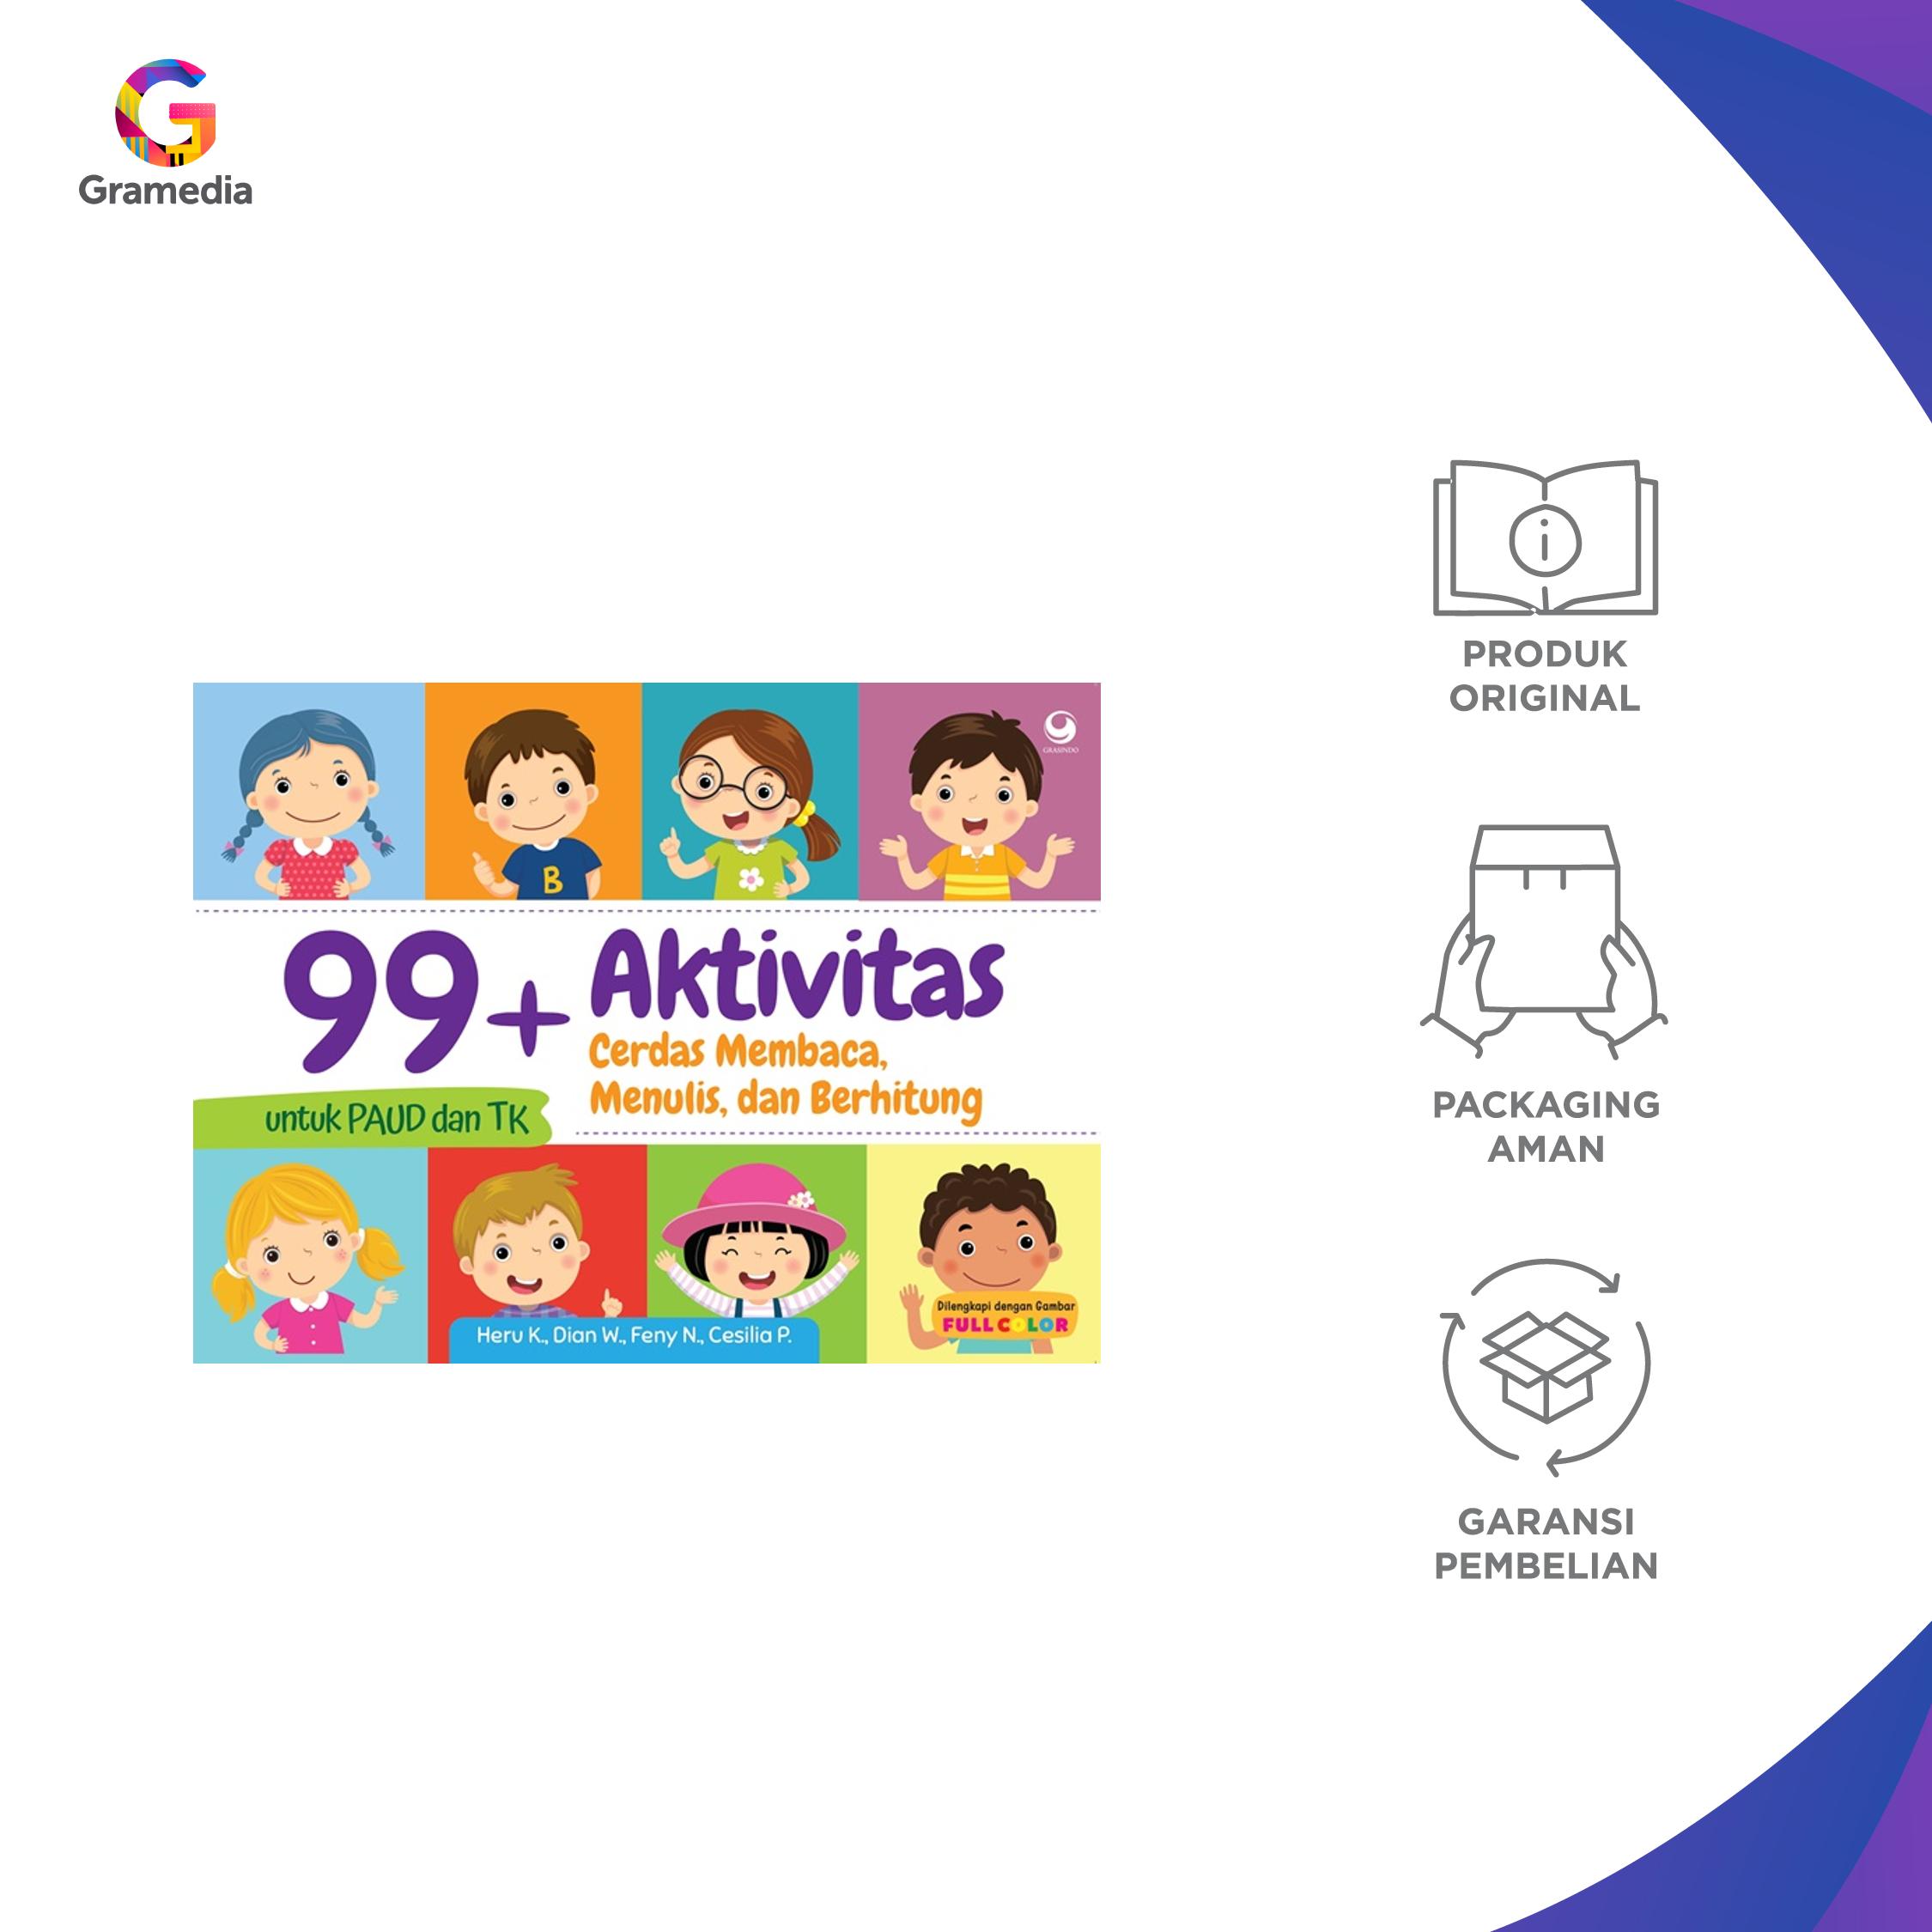 Gramedia
GRASINDO
B
99+ Aktivitas
Cerdas Membaca,
Menulis, dan Berhitung
untuk PAUD dan TK
Heru K., Dian W., Feny N., Cesilia P.
Dilengkapi dengan Gambar
FULL COLOR
PRODUK
ORIGINAL
PACKAGING
AMAN
GARANSI
PEMBELIAN